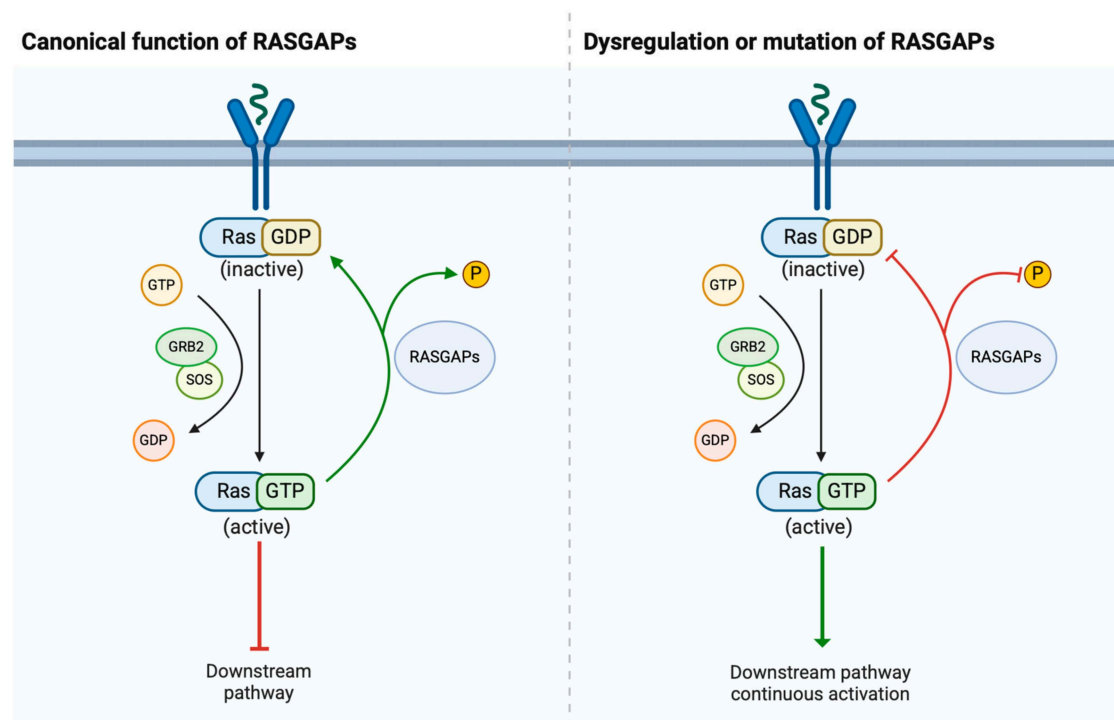 Canonical function of RASGAPs
Ras
GDP
(inactive)
GTP
P
GRB2
SOS
RASGAPs
GDP
Ras
GTP
(active)
Downstream
pathway
Dysregulation or mutation of RASGAPs
Ras
GDP
(inactive)
GTP
P
GRB2
SOS
RASGAPs
GDP
Ras
GTP
(active)
Downstream pathway
continuous activation